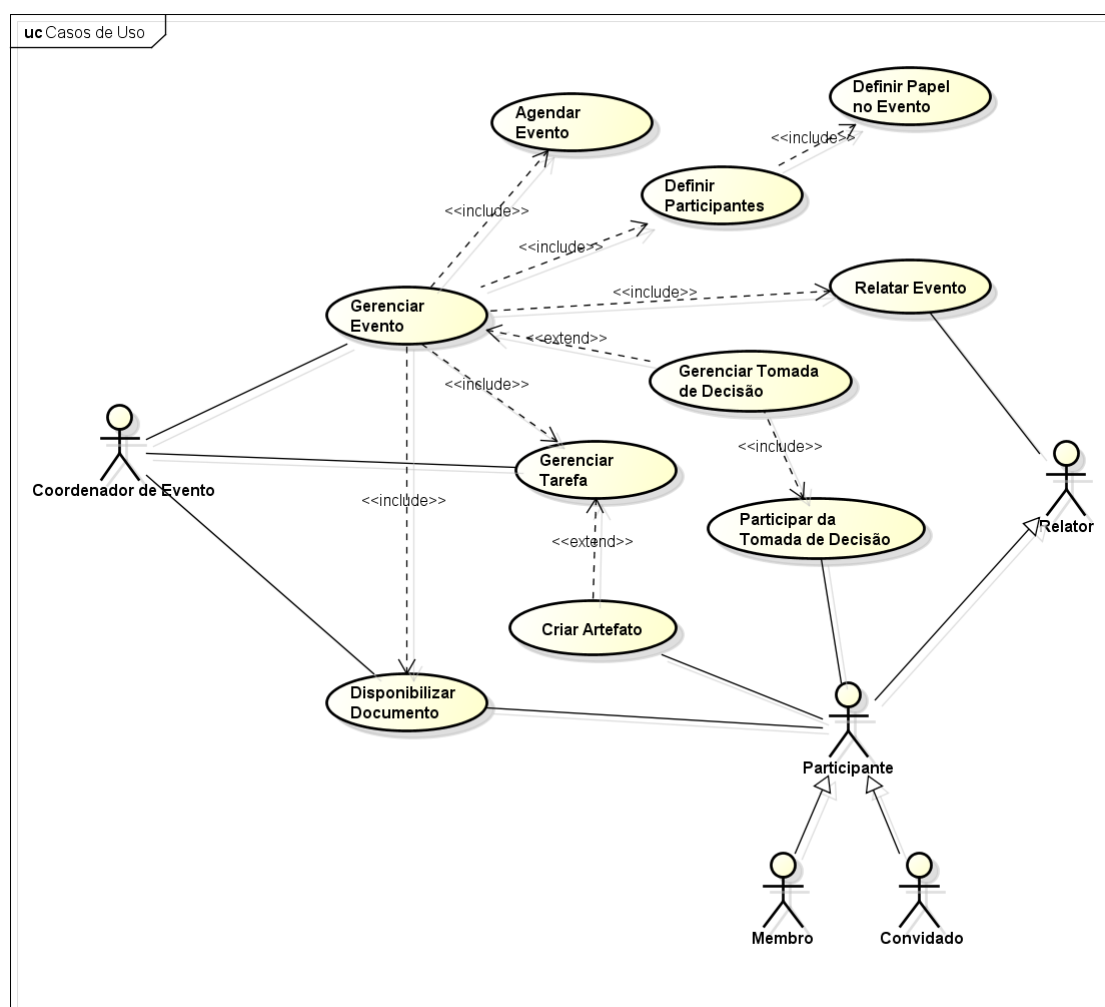 uc Casos de Uso
Definir Papel
no Evento
Agendar
Evento
<<include>>
Definir
Participantes
<<include>>
<<include>>
Relatar Evento
<<include>>
Gerenciar
Evento
<<extend>>
Gerenciar Tomada
de Decisão
<<include>>
<<include>>
Gerenciar
Tarefa
Coordenador de Evento
<<include>>
Participar da
Tomada de Decisão
Relator
<<extend>>
Criar Artefato
Disponibilizar
Documento
Participante
Membro
Convidado